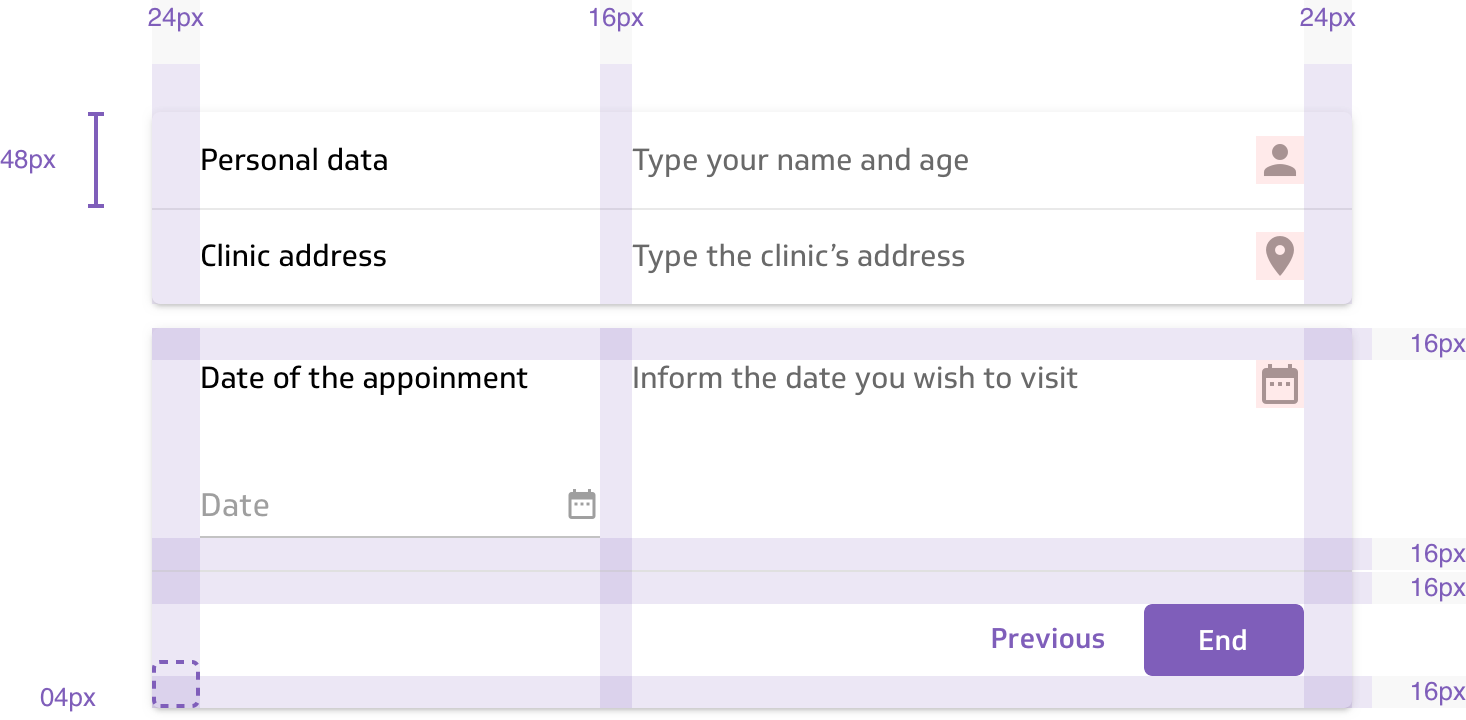 24px 16px 24px
48px Personal data Type your name and age
Clinic address Type the clinic’s address
16px
Date of the appoinment Inform the date you wish to visit
Date
16px
16px
Previous End
04px 16px